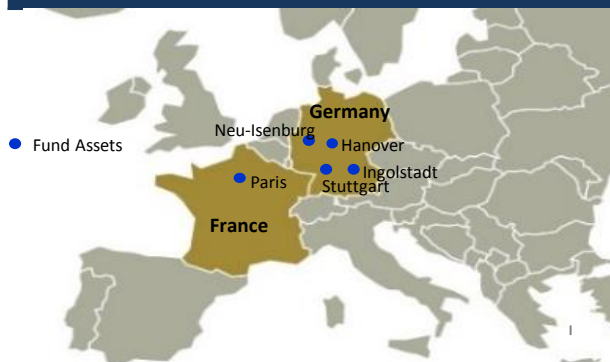 Germany
Neu-Isenburg
Hanover
Fund Assets
Ingolstadt
Paris
Stuttgart
France
I